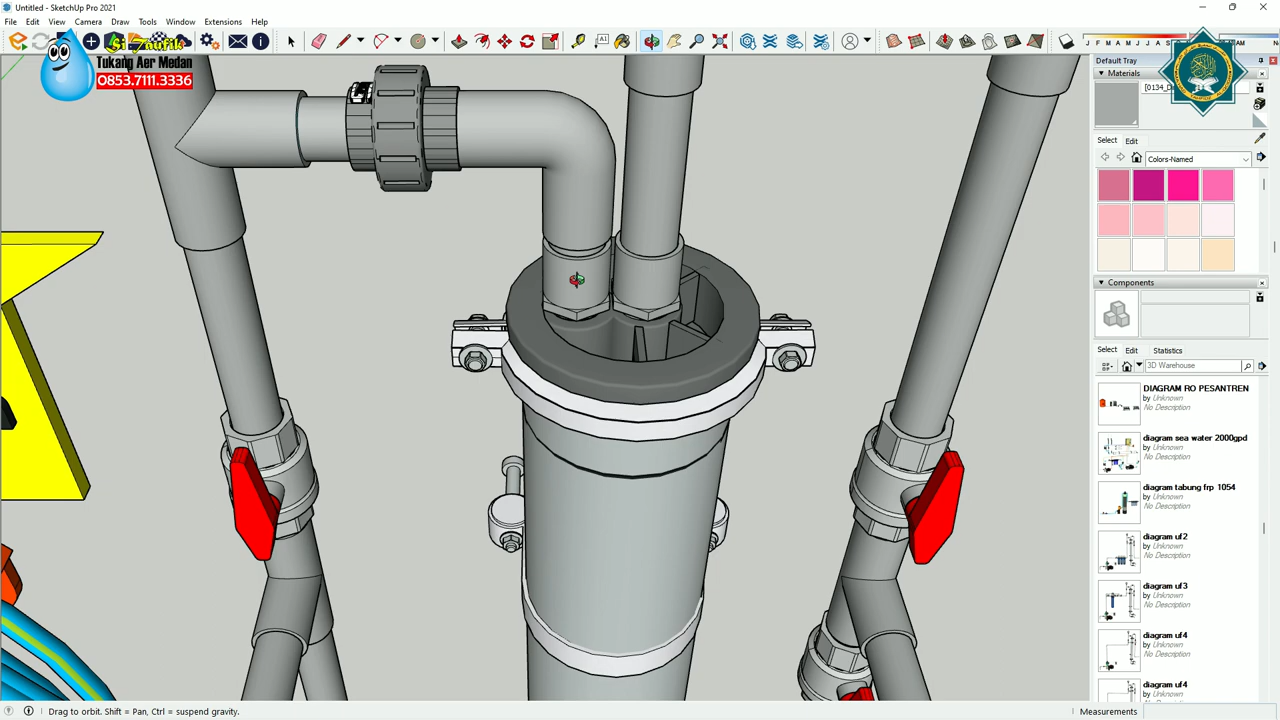 Untitled - SketchUp Pro 2021
File Edit View Camera Draw Tools Window Extensions Help
Si Taufik
Tukang Aer Medan
0853.7111.3336
Default Tray
Materials
Select Edit
Colors-Named
Components
Select Edit Statistics
3D Warehouse
DIAGRAM RO PESANTREN
by Unknown
No Description
diagram sea water 2000gpd
by Unknown
No Description
diagram tabung frp 1054
by Unknown
No Description
diagram uf2
by Unknown
No Description
diagram uf3
by Unknown
No Description
diagram uf4
by Unknown
No Description
diagram uf4
by Unknown
Drag to orbit. Shift = Pan, Ctrl = suspend gravity.
Measurements